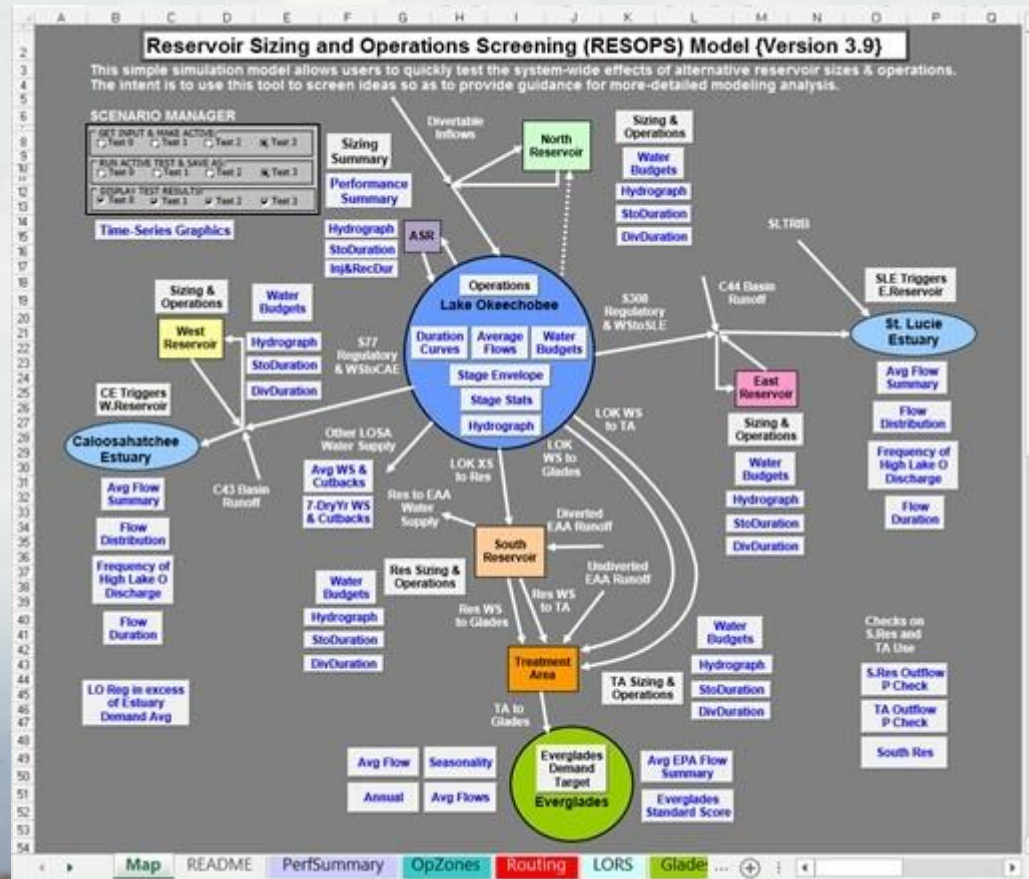 A B C D E F G H I J K L M N O P Q
Reservoir Sizing and Operations Screening (RESOPS) Model {Version 3.9}
This simple simulation model allows users to quickly test the system-wide effects of alternative reservoir sizes & operations.
The intent is to use this tool to screen ideas so as to provide guidance for more-detailed modeling analysis.
SCENARIO MANAGER
GET INPUT & MAKE ACTIVE:
Test 0 Test 1 Test 2 Test 3
RUN ACTIVE TEST & SAVE AS:
Test 0 Test 1 Test 2 Test 3
DISPLAY TEST RESULTS:
Test 0 Test 1 Test 2 Test 3
Time-Series Graphics
Sizing
Summary
Performance
Summary
Hydrograph
StoDuration
Inj&RecDur
ASR
Divertable
Inflows
North
Reservoir
Sizing &
Operations
Water
Budgets
Hydrograph
StoDuration
DivDuration
SLTRIB
Sizing &
Operations
West
Reservoir
Water
Budgets
Hydrograph
StoDuration
DivDuration
S77
Regulatory
& WStoCAE
Operations
Lake Okeechobee
Duration
Curves
Average
Flows
Water
Budgets
Stage Envelope
Stage Stats
Hydrograph
S308
Regulatory
& WStoSLE
C44 Basin
Runoff
SLE Triggers
E.Reservoir
St. Lucie
Estuary
Avg Flow
Summary
Flow
Distribution
Frequency of
High Lake O
Discharge
Flow
Duration
East
Reservoir
Sizing &
Operations
Water
Budgets
Hydrograph
StoDuration
DivDuration
CE Triggers
W.Reservoir
Caloosahatchee
Estuary
Avg Flow
Summary
Flow
Distribution
Frequency of
High Lake O
Discharge
Flow
Duration
C43 Basin
Runoff
Other LOSA
Water Supply
Avg WS &
Cutbacks
7-DryYr WS
& Cutbacks
LOK XS
to Res
LOK
WS to
Glades
LOK WS
to TA
Res to EAA
Water
Supply
Diverted
EAA Runoff
South
Reservoir
Undiverted
EAA Runoff
Res Sizing &
Operations
Water
Budgets
Hydrograph
StoDuration
DivDuration
Res WS
to Glades
Res WS
to TA
Treatment
Area
TA Sizing &
Operations
Water
Budgets
Hydrograph
StoDuration
DivDuration
Checks on
S.Res and
TA Use
S.Res Outflow
P Check
TA Outflow
P Check
South Res
LO Reg in excess
of Estuary
Demand Avg
TA to
Glades
Avg Flow
Seasonality
Annual
Avg Flows
Everglades
Demand
Target
Everglades
Avg EPA Flow
Summary
Everglades
Standard Score
Map README PerfSummary OpZones Routing LORS Glades ...